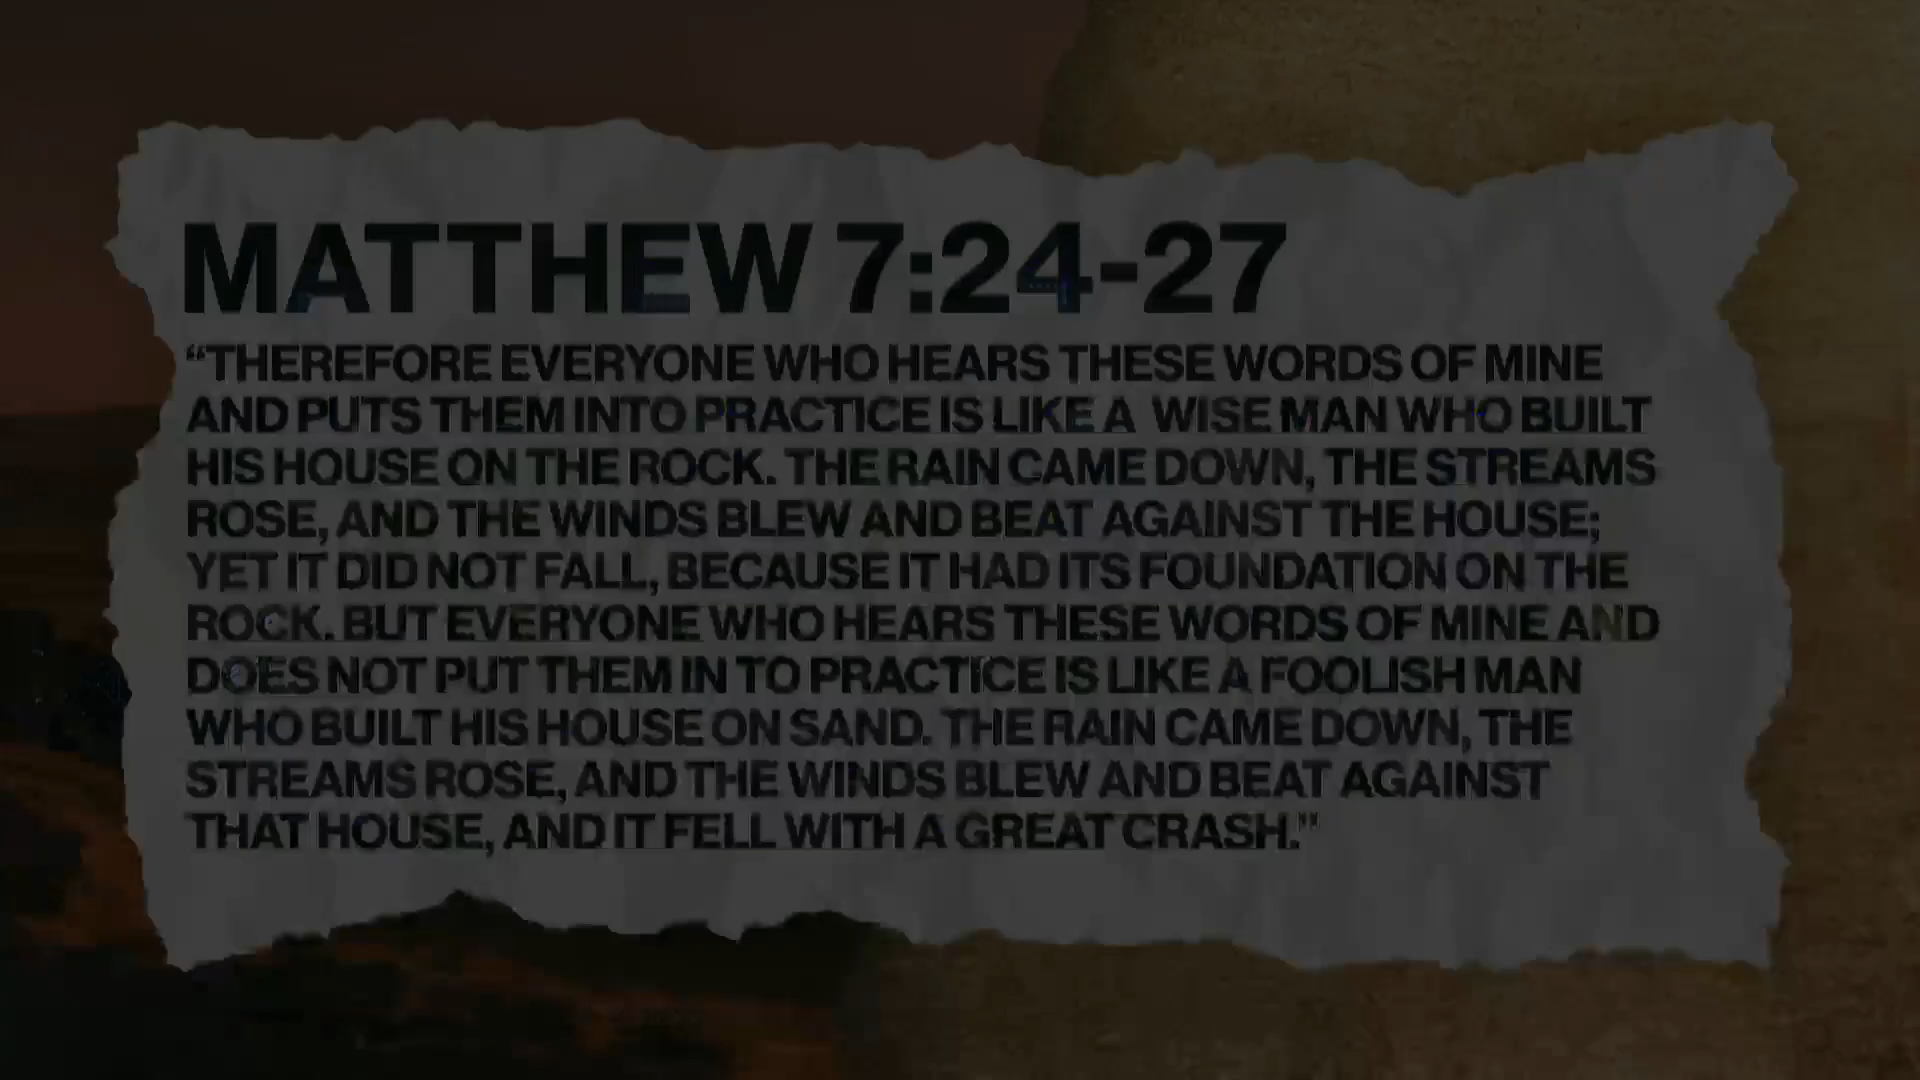 MATTHEW 7:24-27
“THEREFORE EVERYONE WHO HEARS THESE WORDS OF MINE
AND PUTS THEM INTO PRACTICE IS LIKE A WISE MAN WHO BUILT
HIS HOUSE ON THE ROCK. THE RAIN CAME DOWN, THE STREAMS
ROSE, AND THE WINDS BLEW AND BEAT AGAINST THE HOUSE;
YET IT DID NOT FALL, BECAUSE IT HAD ITS FOUNDATION ON THE
ROCK. BUT EVERYONE WHO HEARS THESE WORDS OF MINE AND
DOES NOT PUT THEM IN TO PRACTICE IS LIKE A FOOLISH MAN
WHO BUILT HIS HOUSE ON SAND. THE RAIN CAME DOWN, THE
STREAMS ROSE, AND THE WINDS BLEW AND BEAT AGAINST
THAT HOUSE, AND IT FELL WITH A GREAT CRASH.”